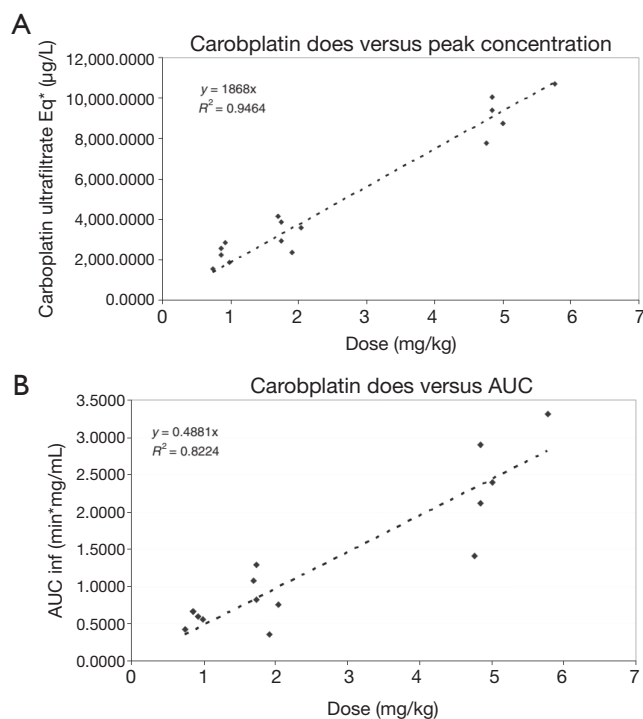 A
Carobplatin does versus peak concentration
Carboplatin ultrafiltrate Eq* (µg/L)
12,000.0000
10,000.0000
8,000.0000
6,000.0000
4,000.0000
2,000.0000
0.0000
y = 1868x
R² = 0.9464
0 1 2 3 4 5 6 7
Dose (mg/kg)
B
Carobplatin does versus AUC
AUC inf (min*mg/mL)
3.5000
3.0000
2.5000
2.0000
1.5000
1.0000
0.5000
0.0000
y = 0.4881x
R² = 0.8224
0 1 2 3 4 5 6 7
Dose (mg/kg)